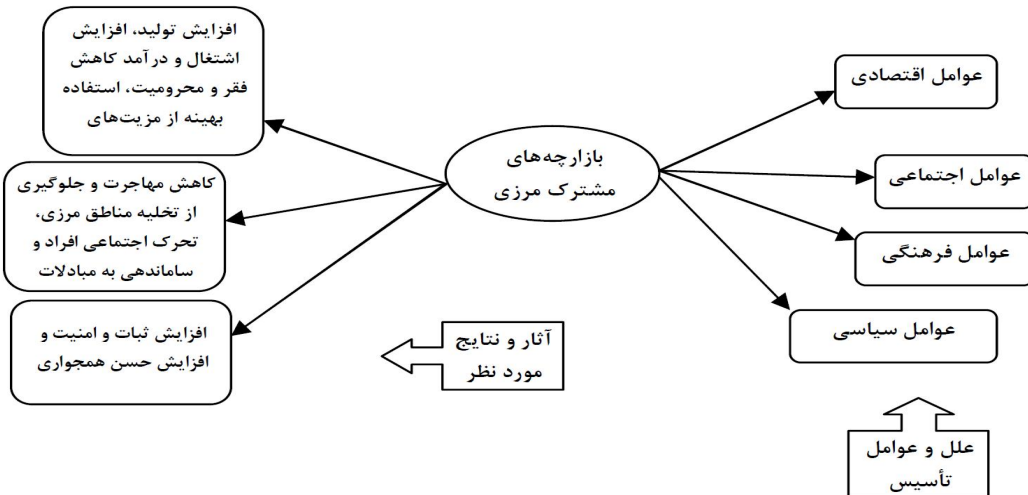 عوامل اقتصادی
عوامل اجتماعی
عوامل فرهنگی
عوامل سیاسی
علل و عوامل
تأسیس
بازارچه‌های
مشترک مرزی
آثار و نتایج
مورد نظر
افزایش تولید، افزایش
اشتغال و درآمد کاهش
فقر و محرومیت، استفاده
بهینه از مزیت‌های
کاهش مهاجرت و جلوگیری
از تخلیه مناطق مرزی،
تحرک اجتماعی افراد و
ساماندهی به مبادلات
افزایش ثبات و امنیت و
افزایش حسن همجواری